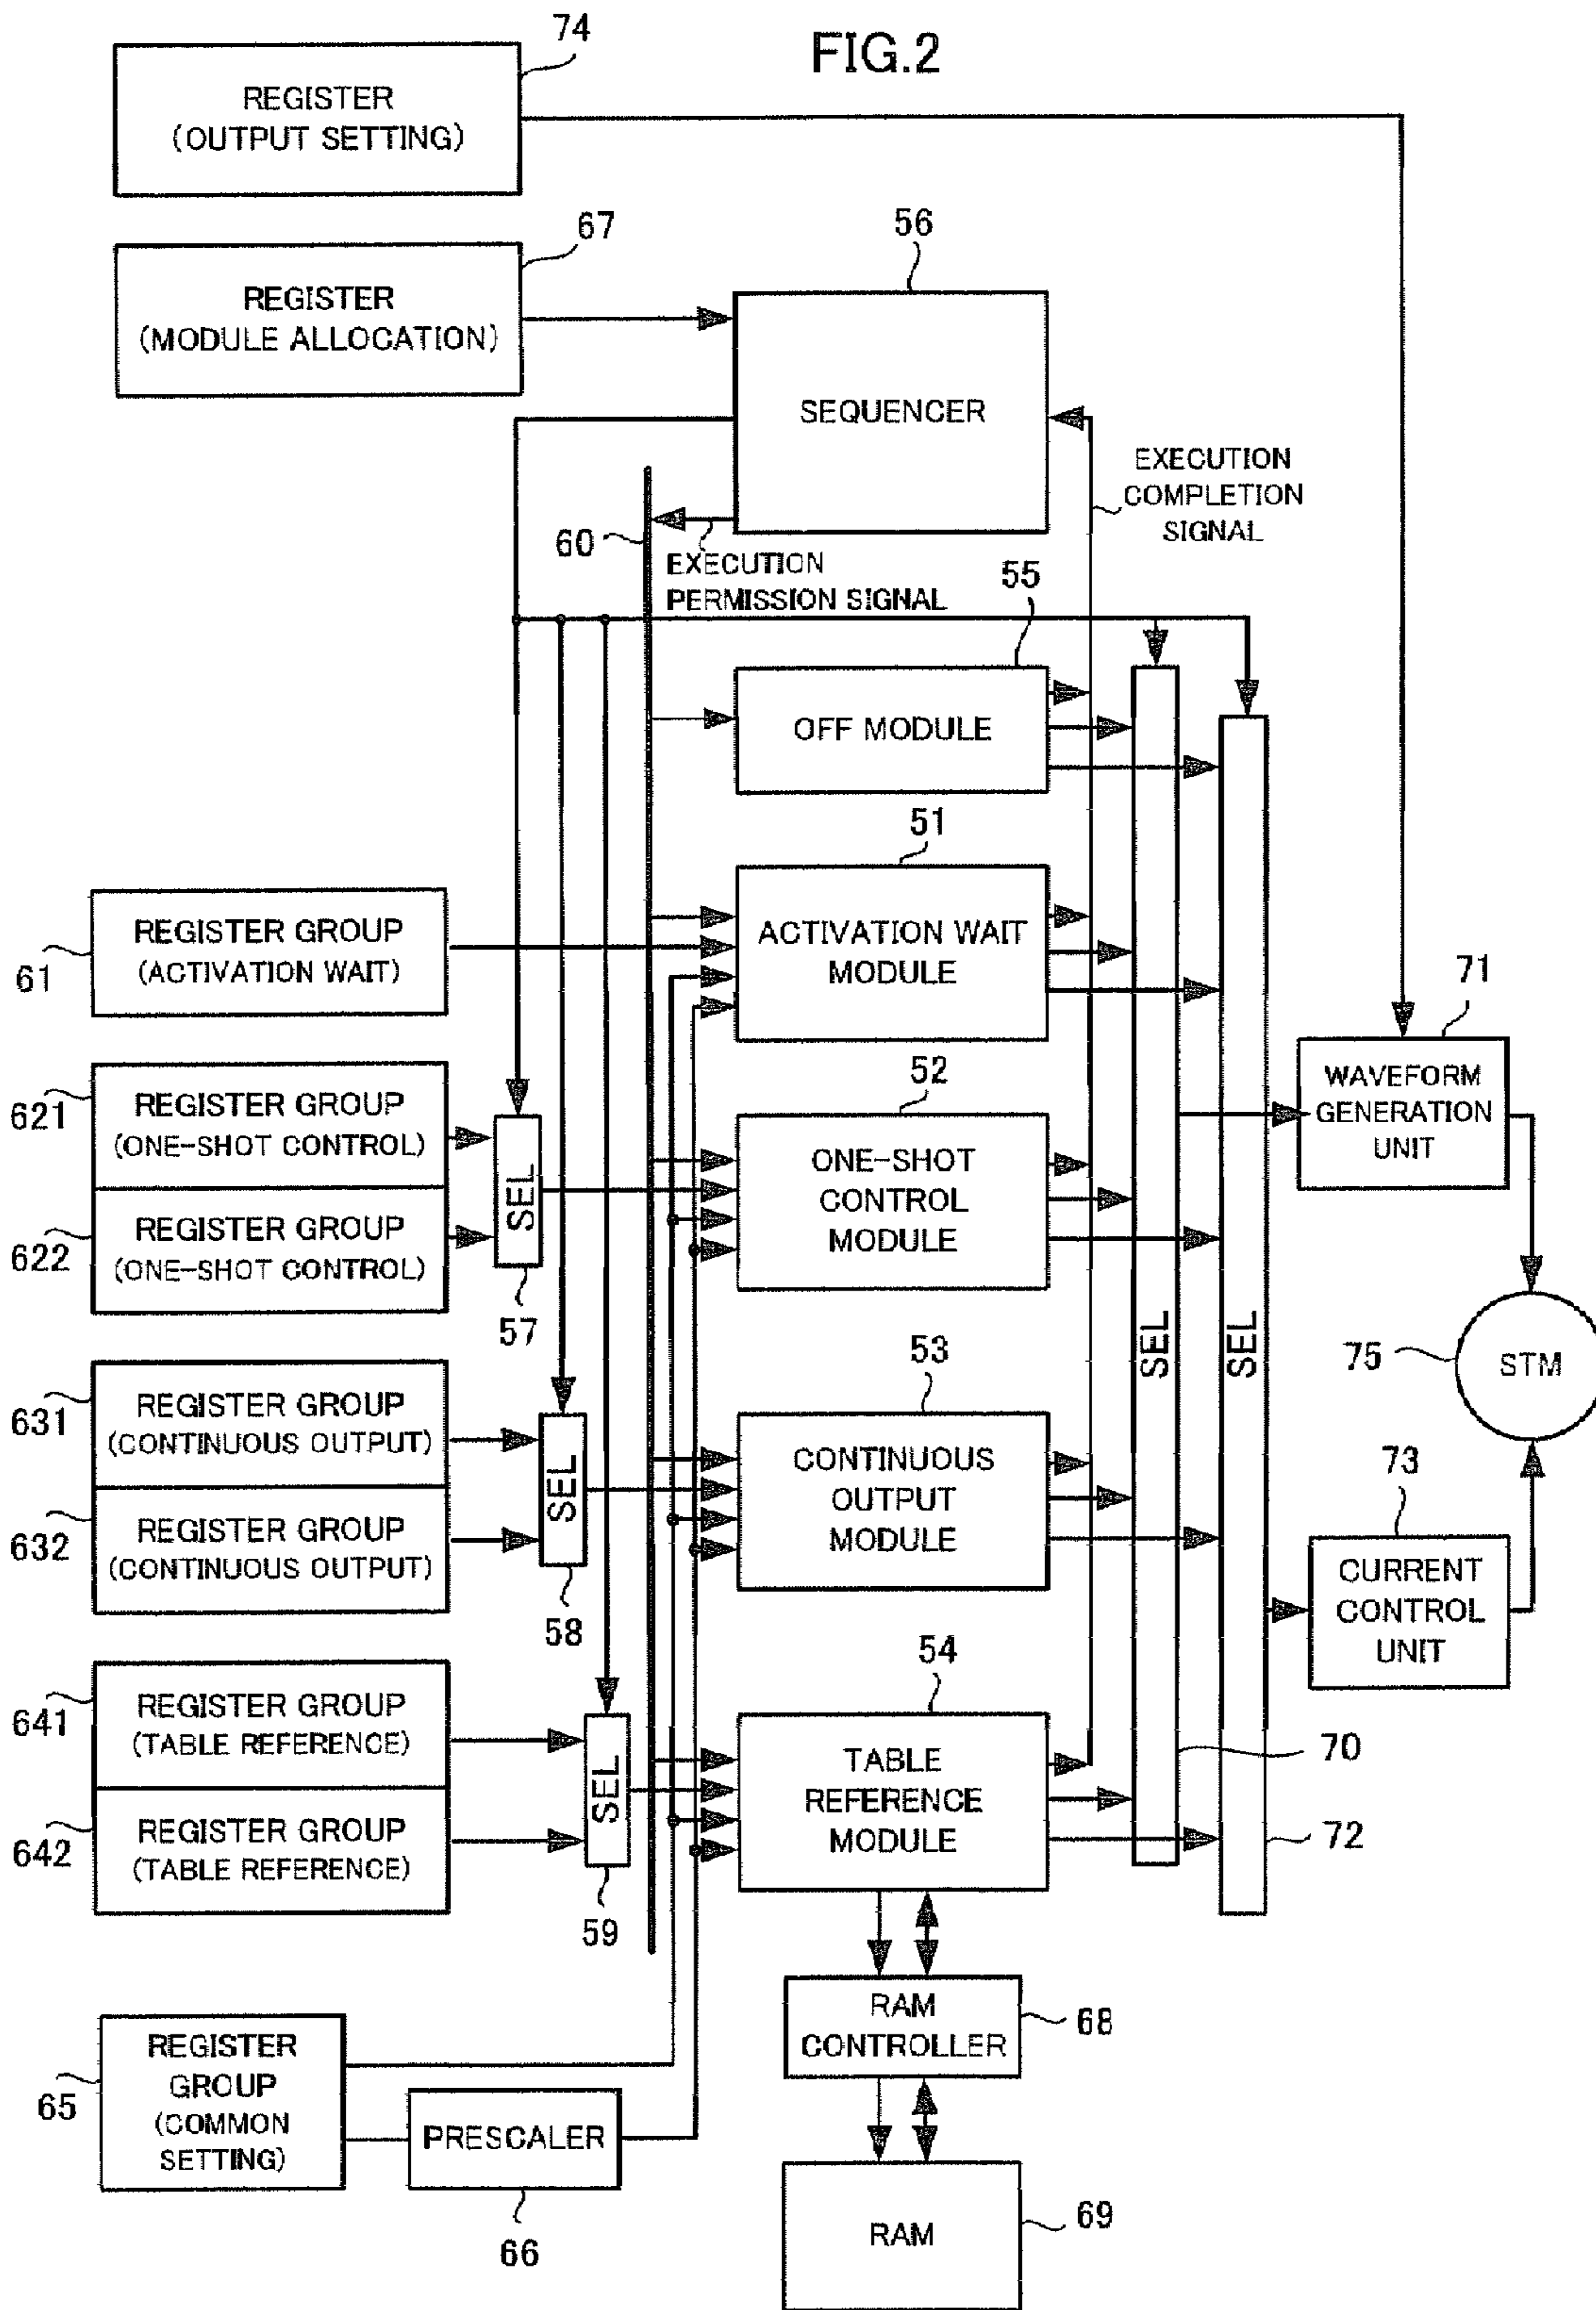 FIG.2
74
REGISTER
(OUTPUT SETTING)
67
REGISTER
(MODULE ALLOCATION)
56
SEQUENCER
EXECUTION
COMPLETION
SIGNAL
60
EXECUTION
PERMISSION SIGNAL
55
OFF MODULE
51
ACTIVATION WAIT
MODULE
61
REGISTER GROUP
(ACTIVATION WAIT)
71
WAVEFORM
GENERATION
UNIT
621
REGISTER GROUP
(ONE-SHOT CONTROL)
622
REGISTER GROUP
(ONE-SHOT CONTROL)
SEL
57
52
ONE-SHOT
CONTROL
MODULE
SEL
SEL
75
STM
631
REGISTER GROUP
(CONTINUOUS OUTPUT)
632
REGISTER GROUP
(CONTINUOUS OUTPUT)
SEL
58
53
CONTINUOUS
OUTPUT
MODULE
73
CURRENT
CONTROL
UNIT
641
REGISTER GROUP
(TABLE REFERENCE)
642
REGISTER GROUP
(TABLE REFERENCE)
SEL
59
54
TABLE
REFERENCE
MODULE
70
72
RAM
CONTROLLER
68
65
REGISTER
GROUP
(COMMON
SETTING)
PRESCALER
66
RAM
69